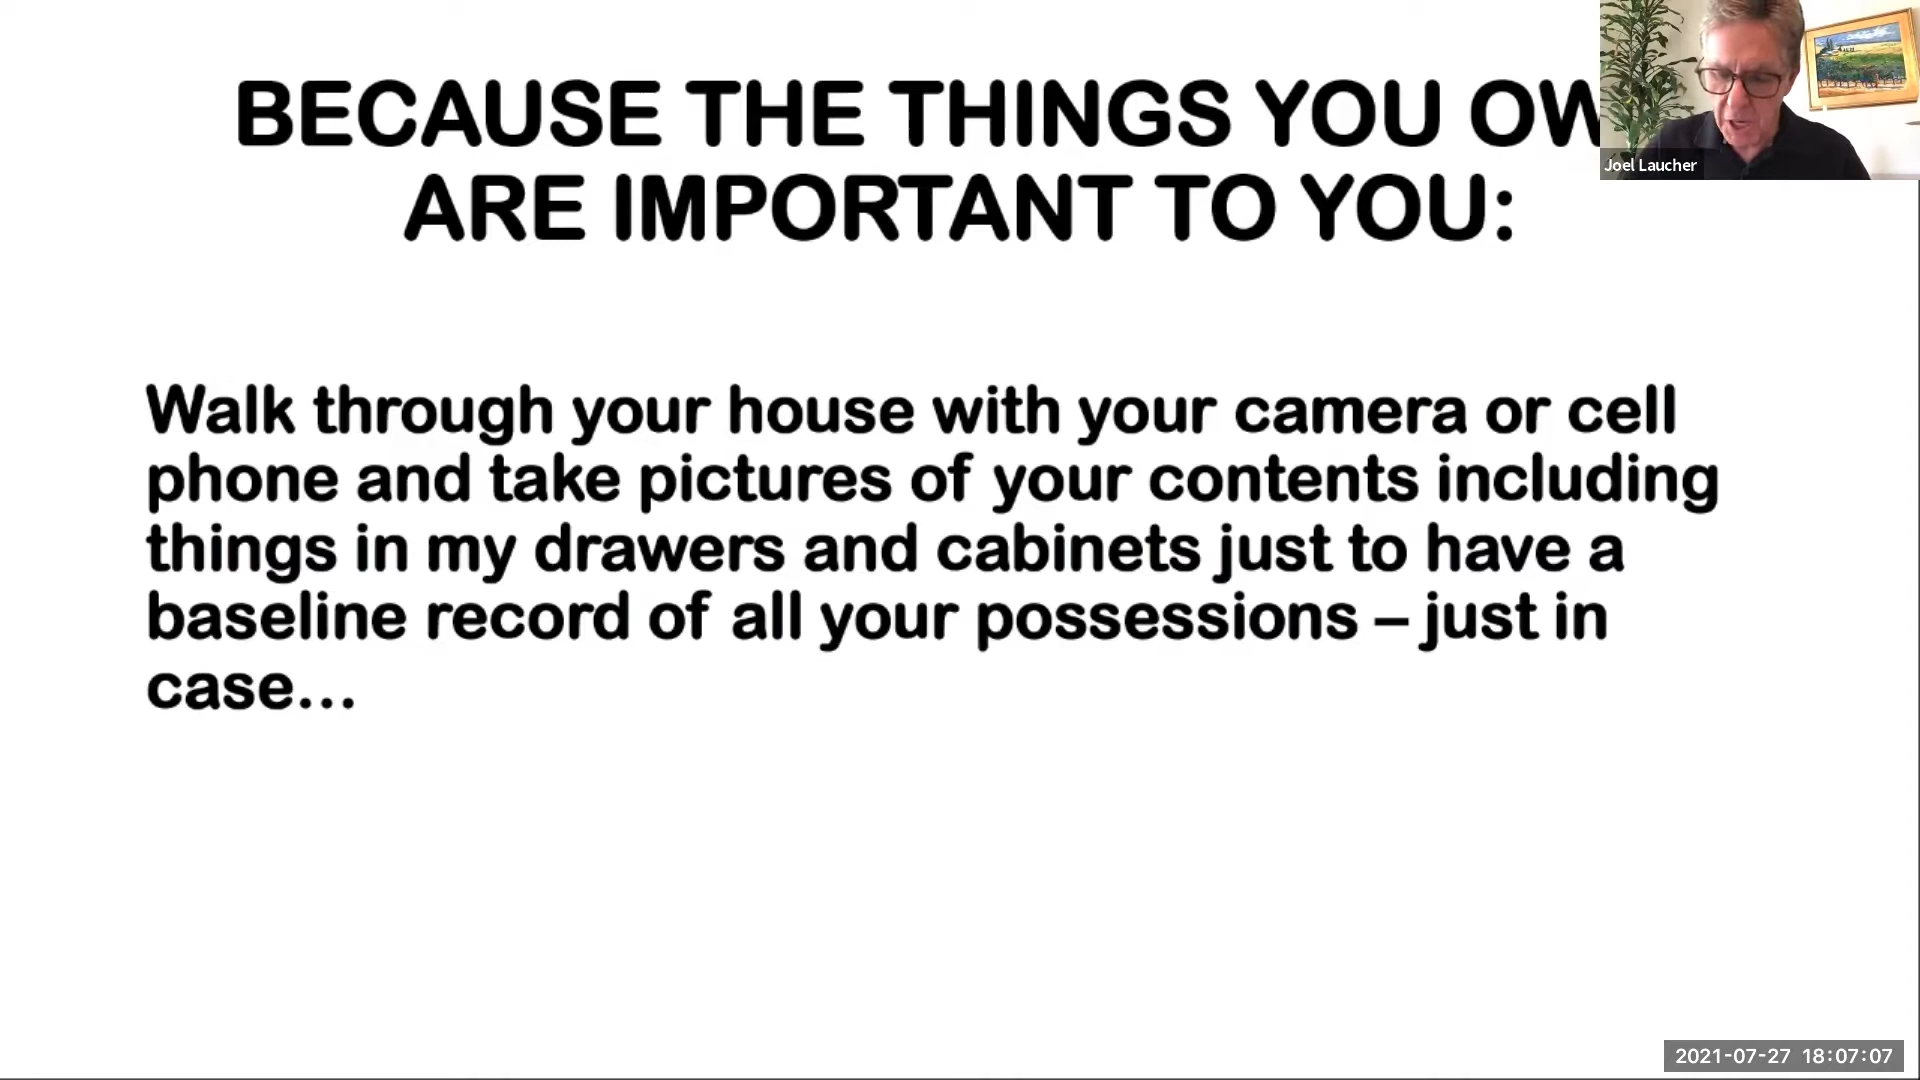 BECAUSE THE THINGS YOU
ARE IMPORTANT TO YOU:
Joel Laucher
Walk through your house with your camera or cell
phone and take pictures of your contents including
things in my drawers and cabinets just to have a
baseline record of all your possessions – just in
case...
2021-07-27 18:07:07